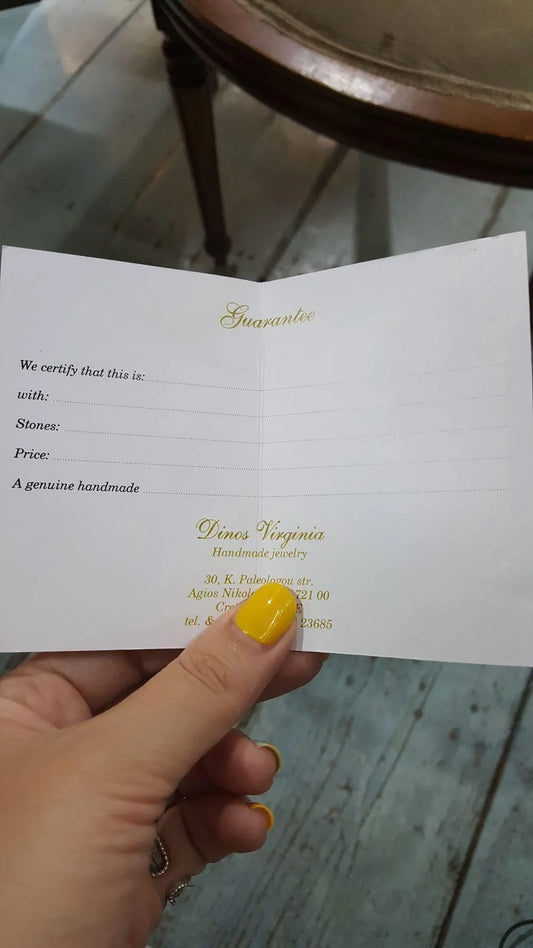 Guarantee
We certify that this is:
with:
Stones:
Price:
A genuine handmade
Dinos Virginia
Handmade jewelry
30, K. Paleologou str.
Agios 721 00
tel. & 23685